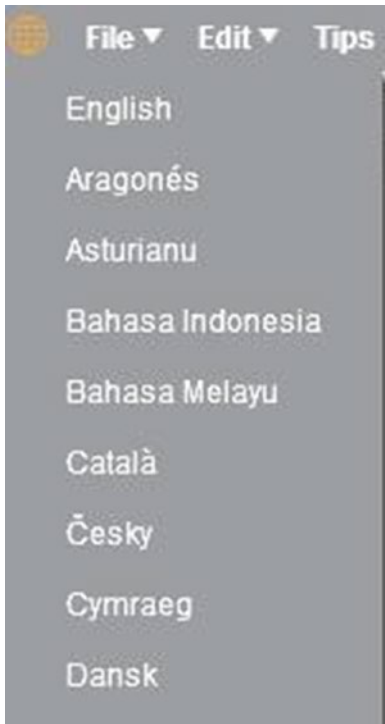 File ▼ Edit ▼ Tips
English
Aragonés
Asturianu
Bahasa Indonesia
Bahasa Melayu
Català
Česky
Cymraeg
Dansk